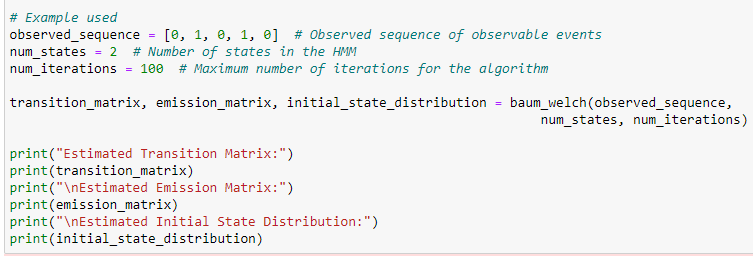 # Example used
observed_sequence = [0, 1, 0, 1, 0]  # Observed sequence of observable events
num_states = 2  # Number of states in the HMM
num_iterations = 100  # Maximum number of iterations for the algorithm
transition_matrix, emission_matrix, initial_state_distribution = baum_welch(observed_sequence,
num_states, num_iterations)
print("Estimated Transition Matrix:")
print(transition_matrix)
print("\nEstimated Emission Matrix:")
print(emission_matrix)
print("\nEstimated Initial State Distribution:")
print(initial_state_distribution)